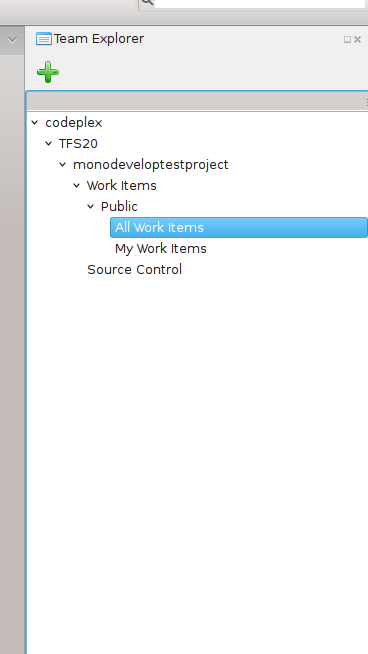 Team Explorer
codeplex
TFS20
monodeveloptestproject
Work Items
Public
All Work Items
My Work Items
Source Control